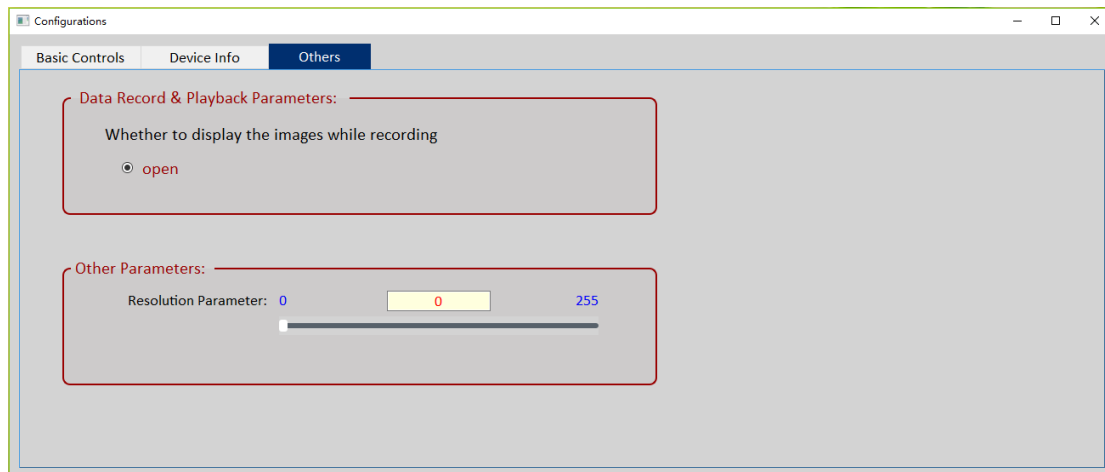 Configurations
Basic Controls Device Info Others
Data Record & Playback Parameters:
Whether to display the images while recording
open
Other Parameters:
Resolution Parameter: 0 0 255